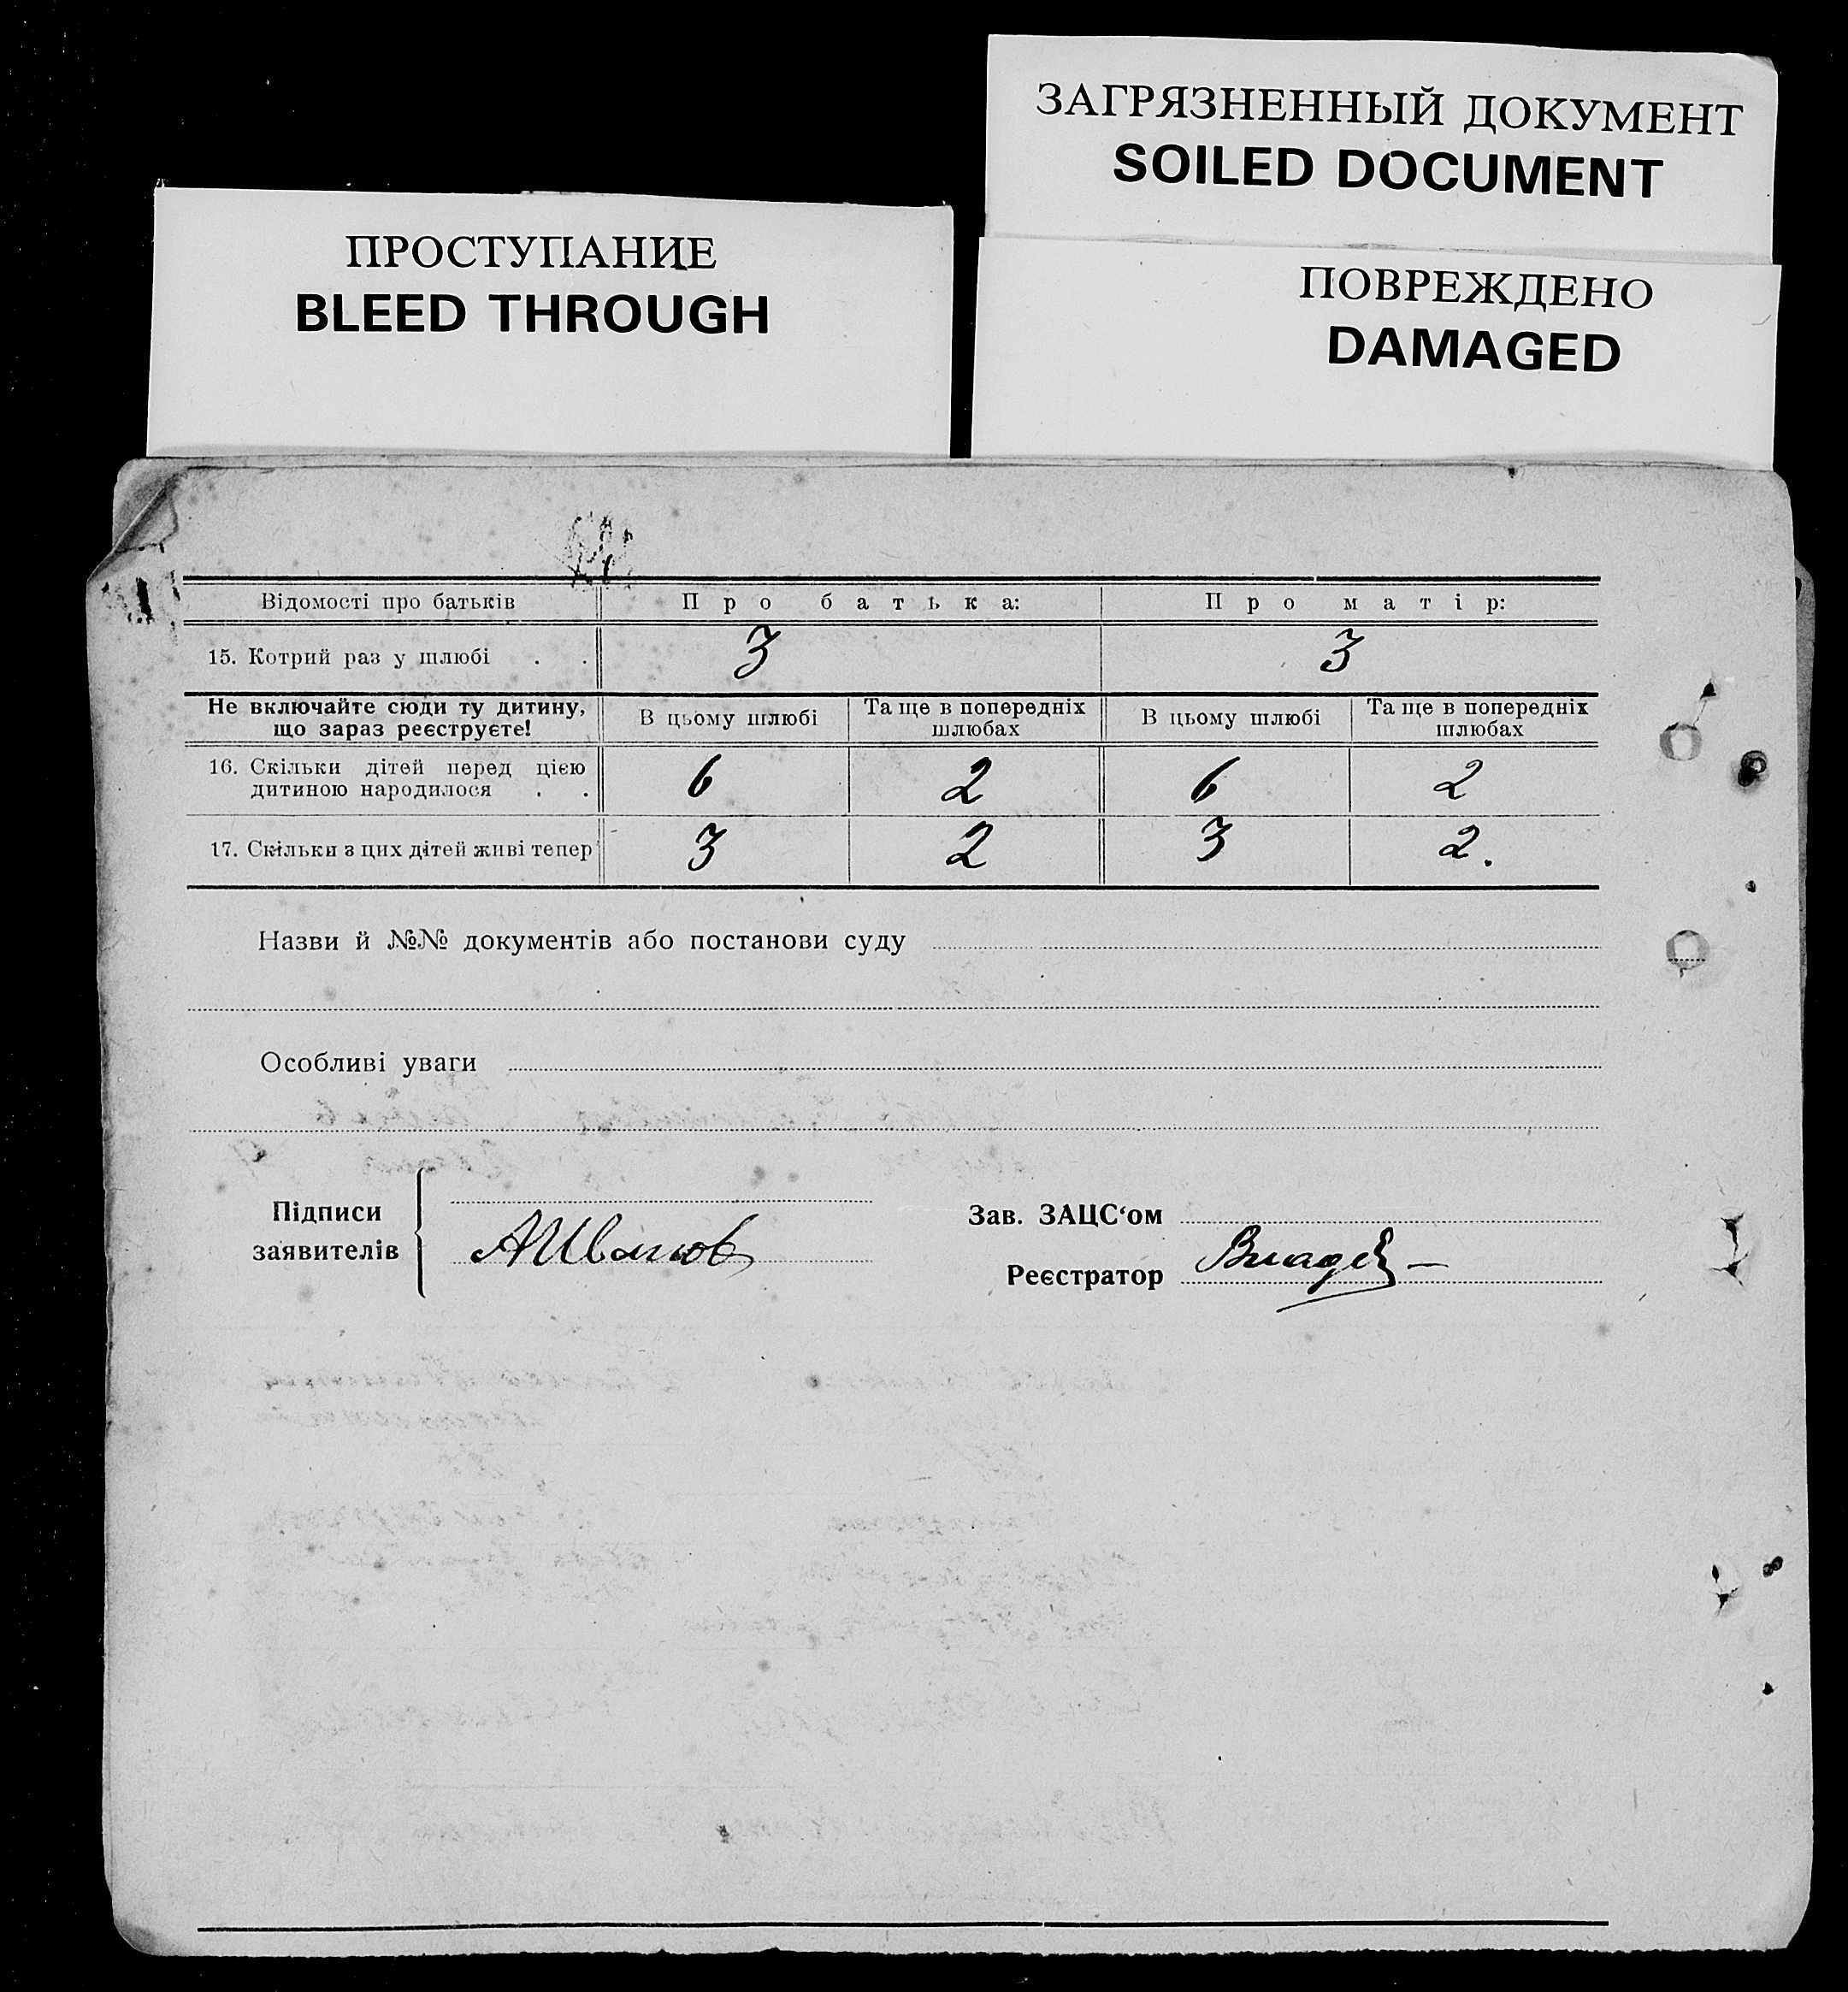 ЗАГРЯЗНЕННЫЙ ДОКУМЕНТ
SOILED DOCUMENT
ПРОСТУПАНИЕ
BLEED THROUGH
ПОВРЕЖДЕНО
DAMAGED
Відомості про батьків Про батька: Про матір:
15. Котрий раз у шлюбі . . 3 3
Не включайте сюди ту дитину, що зараз реєструєте! В цьому шлюбі Та ще в попередніх шлюбах В цьому шлюбі Та ще в попередніх шлюбах
16. Скільки дітей перед цією
дитиною народилося . . 6 2 6 2
17. Скільки з цих дітей живі тепер 3 2 3 2.
Назви й №№ документів або постанови суду
Особливі уваги
Підписи
заявителів
Зав. ЗАЦС‘ом
Реєстратор